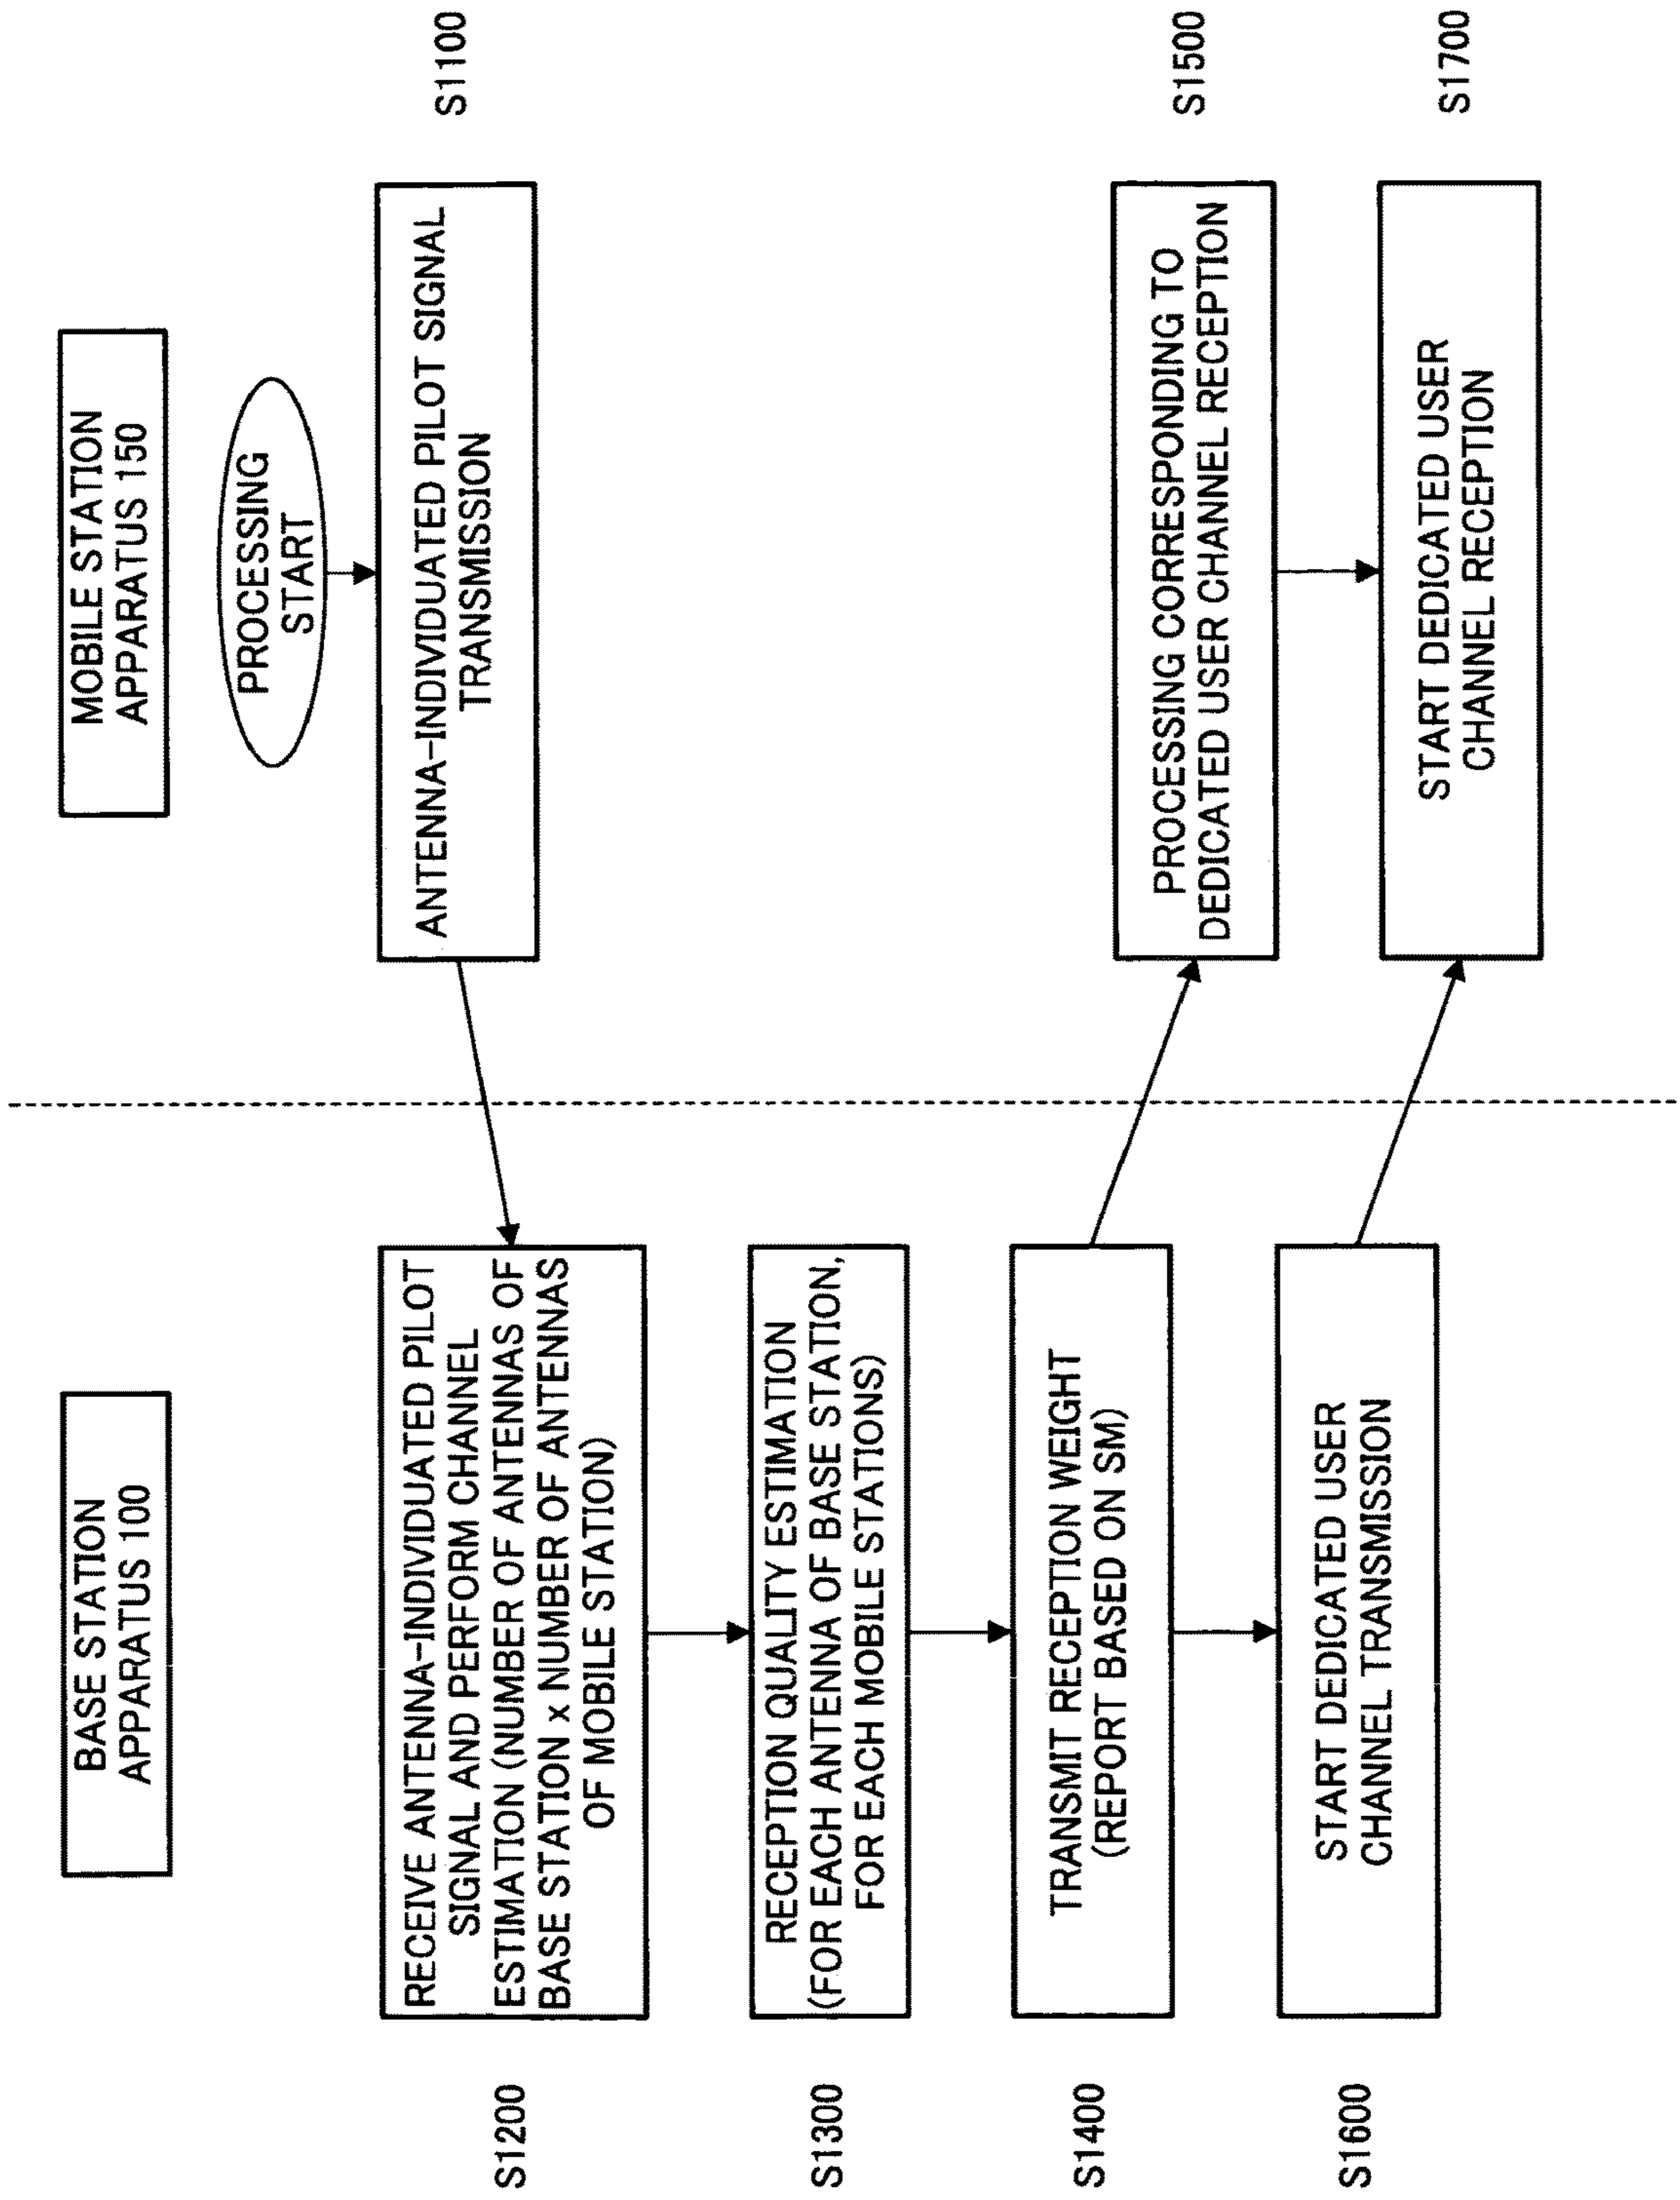 BASE STATION
APPARATUS 100
MOBILE STATION
APPARATUS 150
PROCESSING
START
ANTENNA-INDIVIDUATED PILOT SIGNAL
TRANSMISSION
S1100
S1200
RECEIVE ANTENNA-INDIVIDUATED PILOT
SIGNAL AND PERFORM CHANNEL
ESTIMATION (NUMBER OF ANTENNAS OF
BASE STATION x NUMBER OF ANTENNAS
OF MOBILE STATION)
S1300
RECEPTION QUALITY ESTIMATION
(FOR EACH ANTENNA OF BASE STATION,
FOR EACH MOBILE STATIONS)
S1400
TRANSMIT RECEPTION WEIGHT
(REPORT BASED ON SM)
PROCESSING CORRESPONDING TO
DEDICATED USER CHANNEL RECEPTION
S1500
S1600
START DEDICATED USER
CHANNEL TRANSMISSION
START DEDICATED USER
CHANNEL RECEPTION
S1700